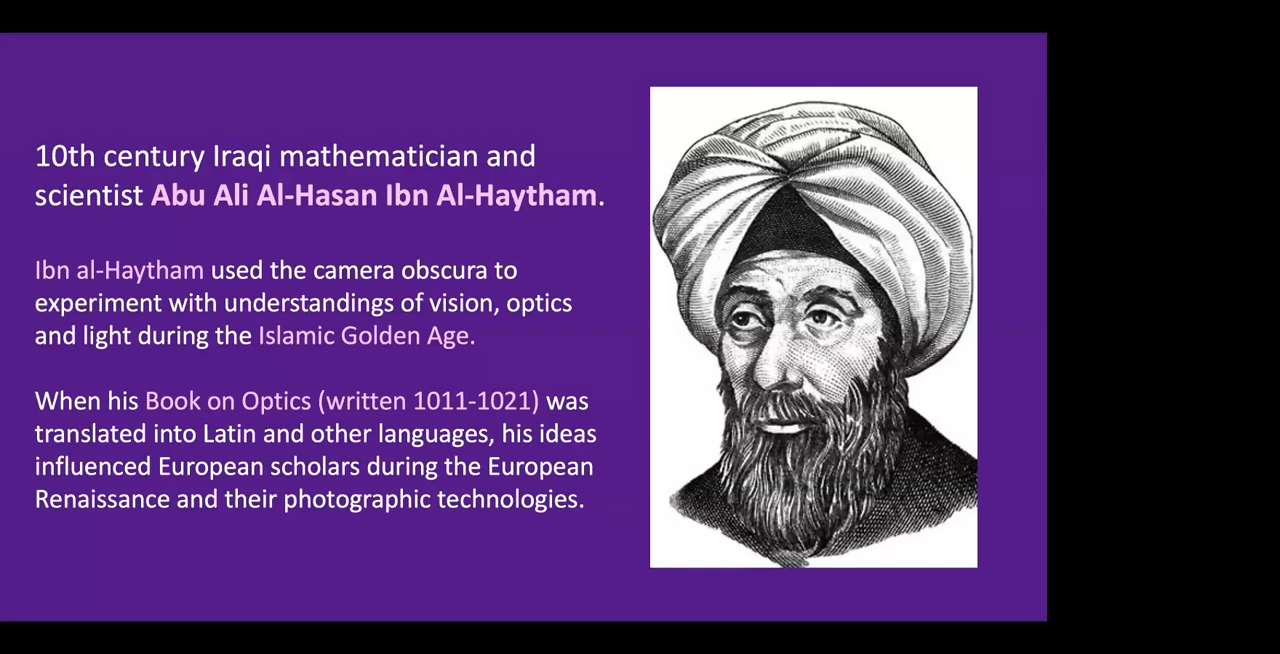 10th century Iraqi mathematician and
scientist Abu Ali Al-Hasan Ibn Al-Haytham.
Ibn al-Haytham used the camera obscura to
experiment with understandings of vision, optics
and light during the Islamic Golden Age.
When his Book on Optics (written 1011-1021) was
translated into Latin and other languages, his ideas
influenced European scholars during the European
Renaissance and their photographic technologies.